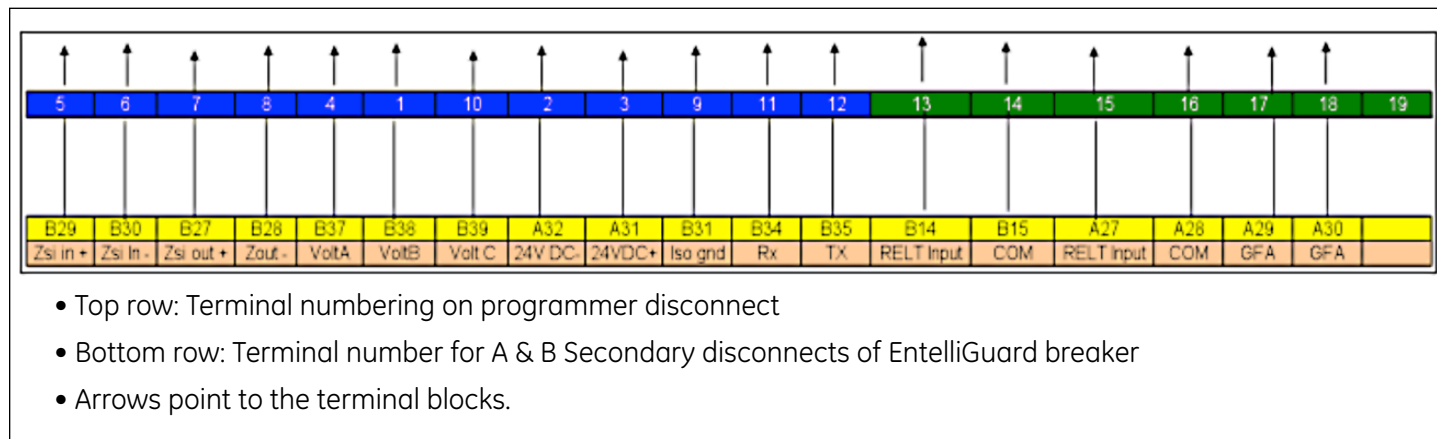 5 6 7 8 4 1 10 2 3 9 11 12 13 14 15 16 17 18 19
B29 B30 B27 B28 B37 B38 B39 A32 A31 B31 B34 B35 B14 B15 A27 A28 A29 A30
Zsi in + Zsi In - Zsi out + Zout - VoltA VoltB Volt C 24V DC- 24VDC+ Iso gnd Rx TX RELT Input COM RELT Input COM GFA GFA
• Top row: Terminal numbering on programmer disconnect
• Bottom row: Terminal number for A & B Secondary disconnects of EntelliGuard breaker
• Arrows point to the terminal blocks.